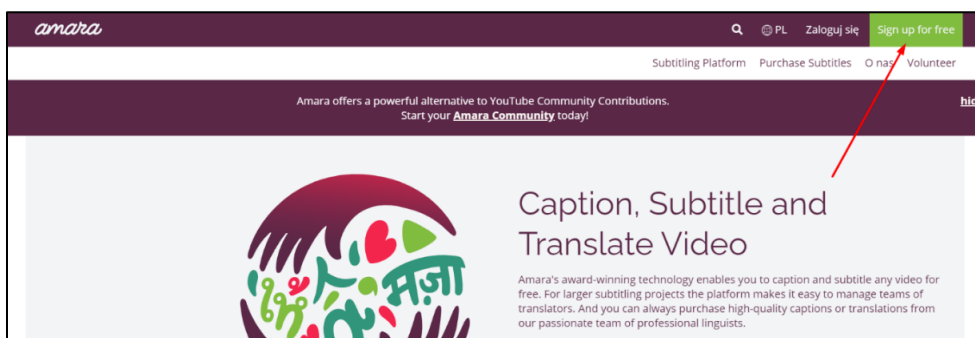 amara
PL Zaloguj się Sign up for free
Subtitling Platform Purchase Subtitles O nas Volunteer
Amara offers a powerful alternative to YouTube Community Contributions.
Start your Amara Community today!
Caption, Subtitle and
Translate Video
Amara's award-winning technology enables you to caption and subtitle any video for
free. For larger subtitling projects the platform makes it easy to manage teams of
translators. And you can always purchase high-quality captions or translations from
our passionate team of professional linguists.
मज़ा